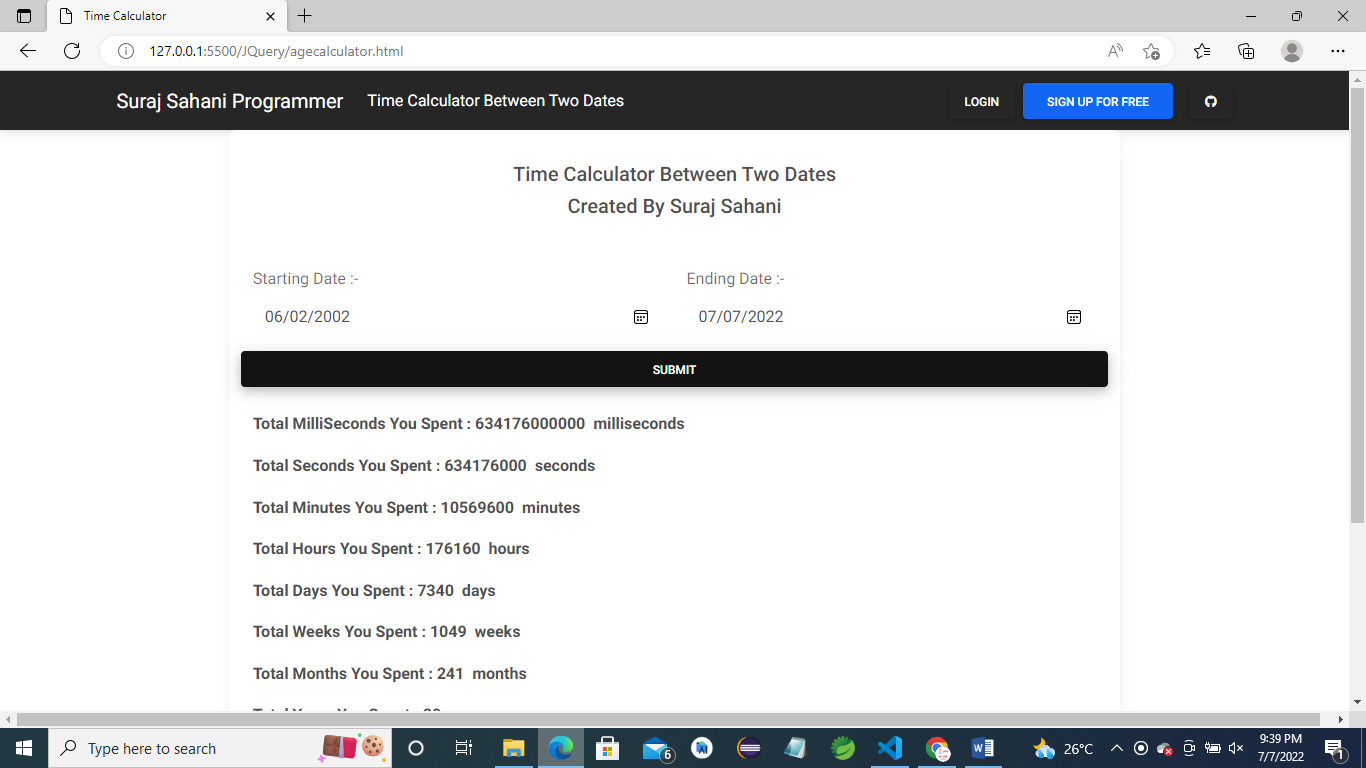 Time Calculator
127.0.0.1:5500/JQuery/agecalculator.html
Suraj Sahani Programmer Time Calculator Between Two Dates LOGIN SIGN UP FOR FREE
Time Calculator Between Two Dates
Created By Suraj Sahani
Starting Date :- Ending Date :-
06/02/2002 07/07/2022
SUBMIT
Total MilliSeconds You Spent : 634176000000 milliseconds
Total Seconds You Spent : 634176000 seconds
Total Minutes You Spent : 10569600 minutes
Total Hours You Spent : 176160 hours
Total Days You Spent : 7340 days
Total Weeks You Spent : 1049 weeks
Total Months You Spent : 241 months
Type here to search 6 26°C 9:39 PM
7/7/2022 1